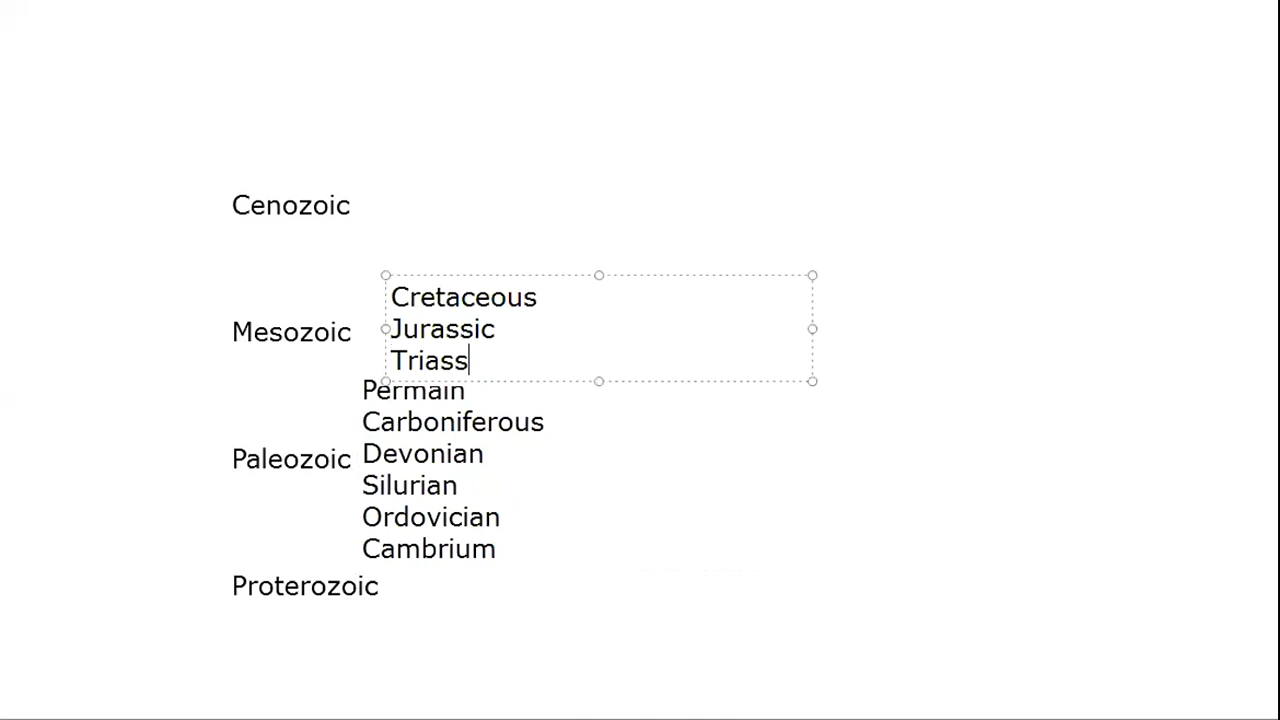 Cenozoic
Mesozoic
Cretaceous
Jurassic
Triass
Paleozoic
Permain
Carboniferous
Devonian
Silurian
Ordovician
Cambrium
Proterozoic